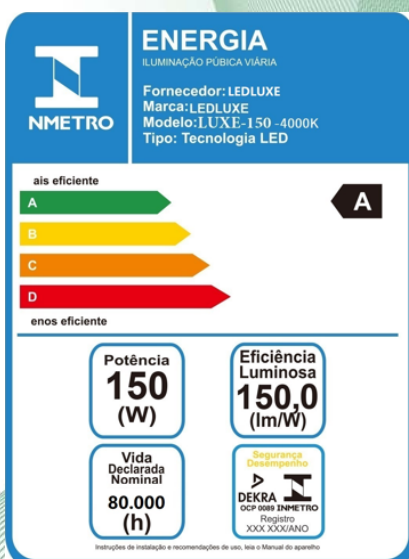 ENERGIA
ILUMINAÇÃO PÚBICA VIÁRIA
Fornecedor: LEDLUXE
Marca: LEDLUXE
Modelo: LUXE-150 -4000K
Tipo: Tecnologia LED
NMETRO
ais eficiente
A
A
B
C
D
enos eficiente
Potência
150
(W)
Eficiência
Luminosa
150,0
(lm/W)
Vida
Declarada
Nominal
80.000
(h)
Segurança
Desempenho
DEKRA
OCP 0089 INMETRO
Registro
XXX XXX/ANO
Instruções de instalação e recomendações de uso, leia o Manual do aparelho